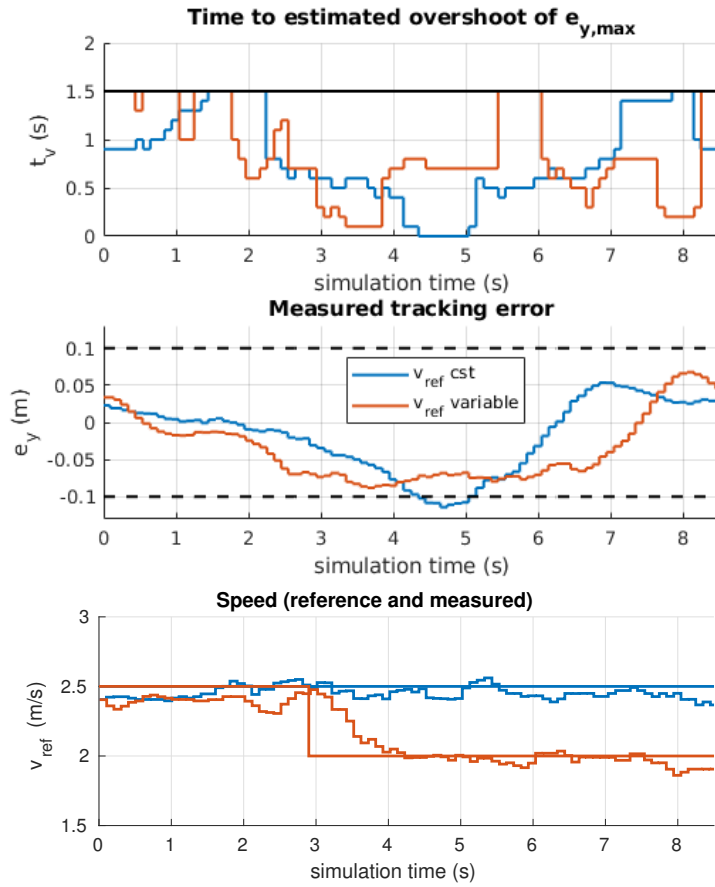 Time to estimated overshoot of e_y,max
2
1.5
1
0.5
0
t_v (s)
0 1 2 3 4 5 6 7 8
simulation time (s)
Measured tracking error
0.1
0.05
0
-0.05
-0.1
e_y (m)
v_ref cst
v_ref variable
0 1 2 3 4 5 6 7 8
simulation time (s)
Speed (reference and measured)
3
2.5
2
1.5
v_ref (m/s)
0 1 2 3 4 5 6 7 8
simulation time (s)